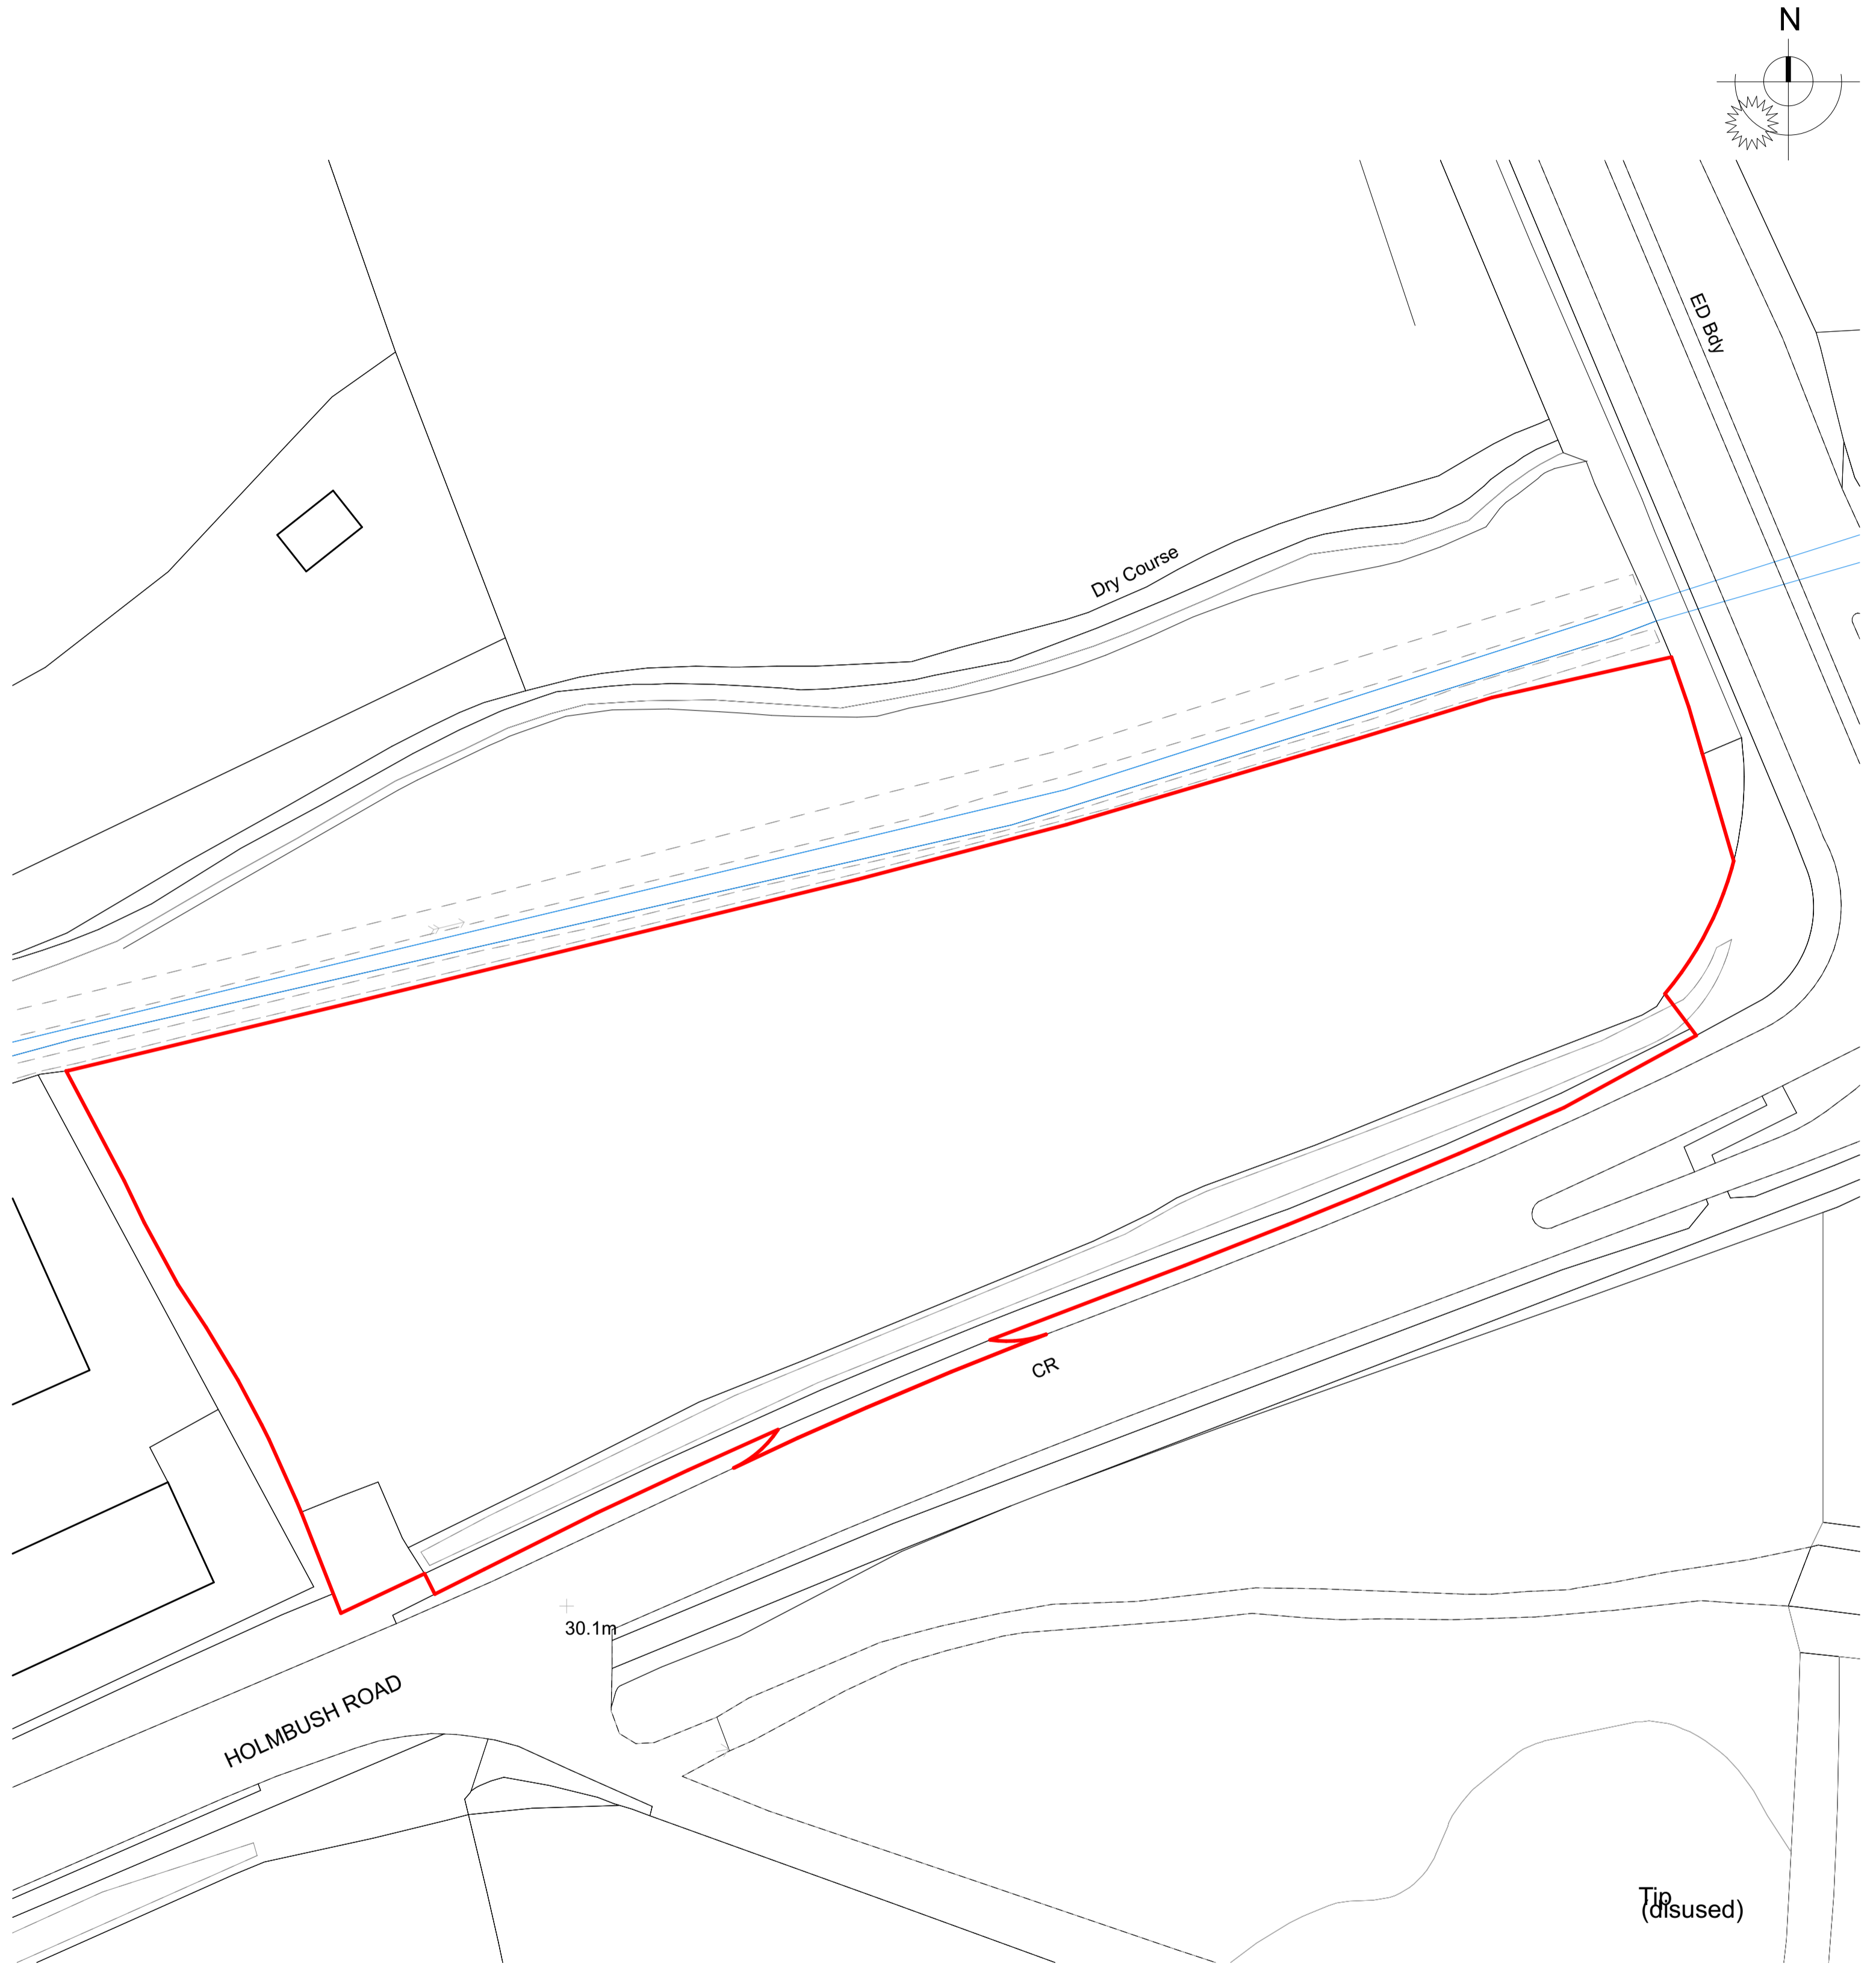 N
ED Bdy
Dry Course
CR
30.1m
HOLMBUSH ROAD
Tip
(disused)